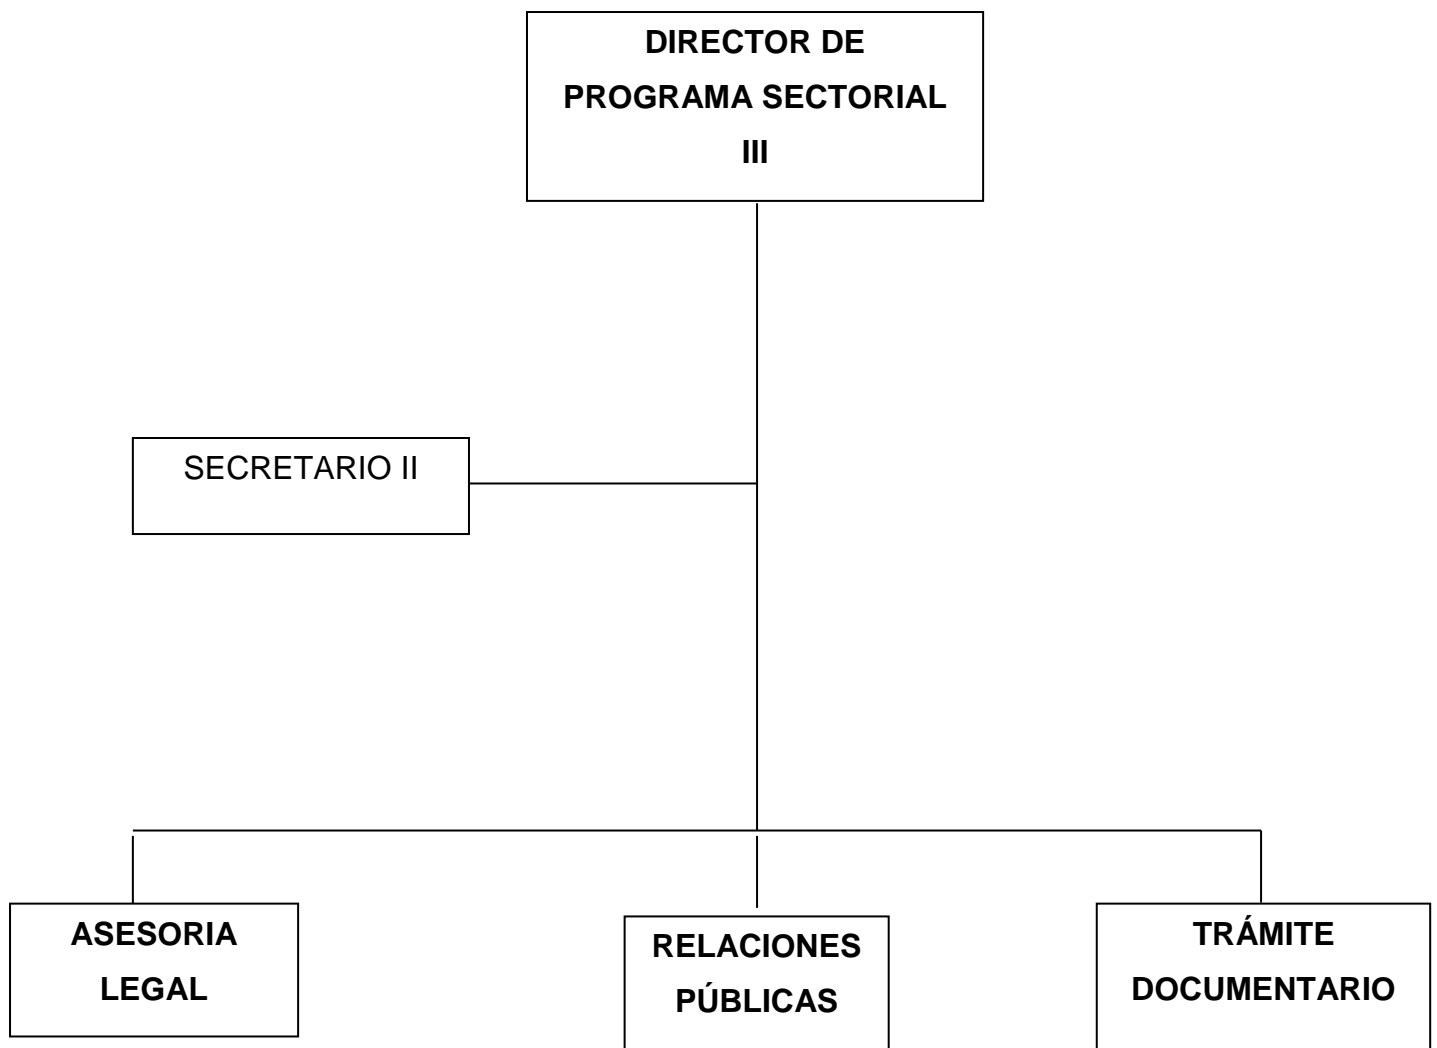 DIRECTOR DE
PROGRAMA SECTORIAL
III
SECRETARIO II
ASESORIA
LEGAL
RELACIONES
PÚBLICAS
TRÁMITE
DOCUMENTARIO